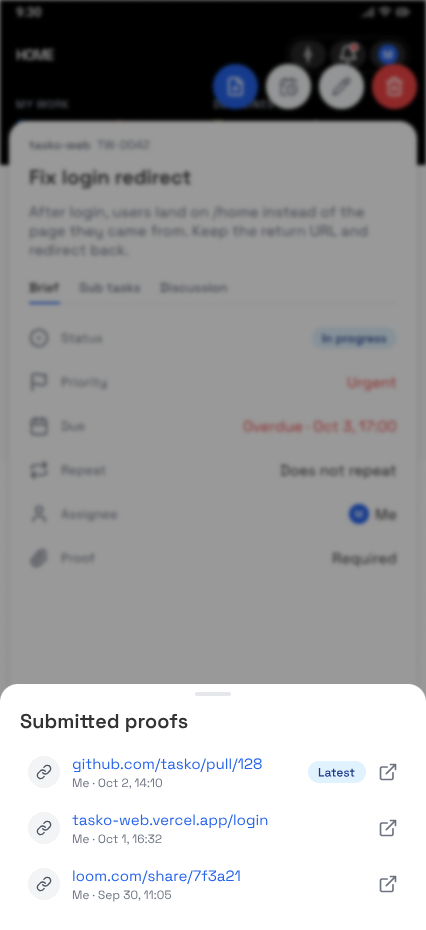 9:30
HOME
M
MY WORK
tasko-web TW-0042
Fix login redirect
After login, users land on /home instead of the
page they came from. Keep the return URL and
redirect back.
Brief Sub tasks Discussion
Status In progress
Priority Urgent
Due Overdue · Oct 3, 17:00
Repeat Does not repeat
Assignee M Me
Proof Required
Submitted proofs
github.com/tasko/pull/128 Latest
Me · Oct 2, 14:10
tasko-web.vercel.app/login
Me · Oct 1, 16:32
loom.com/share/7f3a21
Me · Sep 30, 11:05